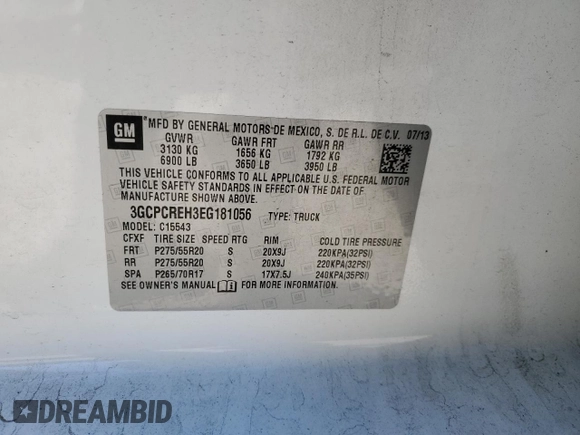 GM
® MFD BY GENERAL MOTORS DE MEXICO, S. DE R.L. DE C.V. 07/13
GVWR GAWR FRT GAWR RR
3130 KG 1656 KG 1792 KG
6900 LB 3650 LB 3950 LB
THIS VEHICLE CONFORMS TO ALL APPLICABLE U.S. FEDERAL MOTOR
VEHICLE SAFETY STANDARDS IN EFFECT ON THE DATE OF
MANUFACTURE SHOWN ABOVE.
3GCPCREH3EG181056 TYPE: TRUCK
MODEL: C15543
CFXF TIRE SIZE SPEED RTG RIM COLD TIRE PRESSURE
FRT P275/55R20 S 20X9J 220KPA(32PSI)
RR P275/55R20 S 20X9J 220KPA(32PSI)
SPA P265/70R17 S 17X7.5J 240KPA(35PSI)
SEE OWNER'S MANUAL FOR MORE INFORMATION.
DREAMBID